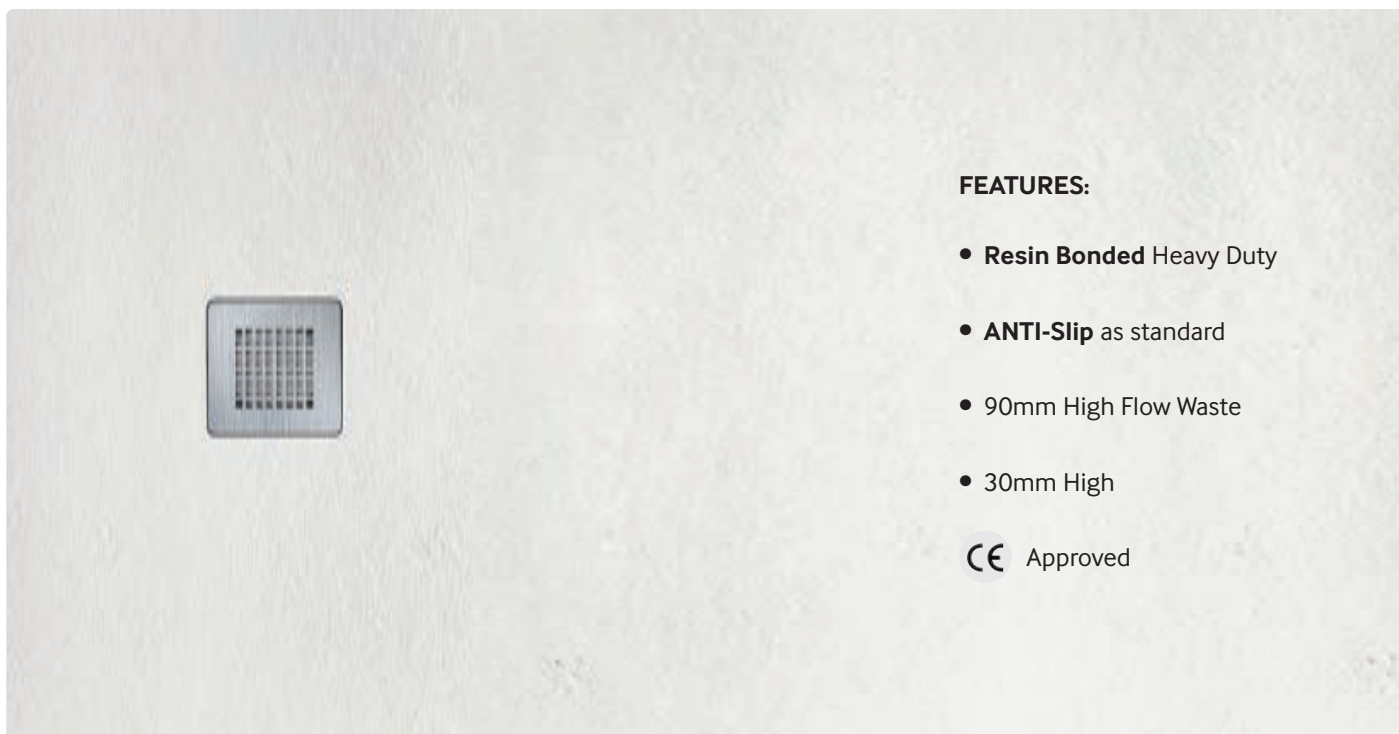 FEATURES:
• Resin Bonded Heavy Duty
• ANTI-Slip as standard
• 90mm High Flow Waste
• 30mm High
CE Approved